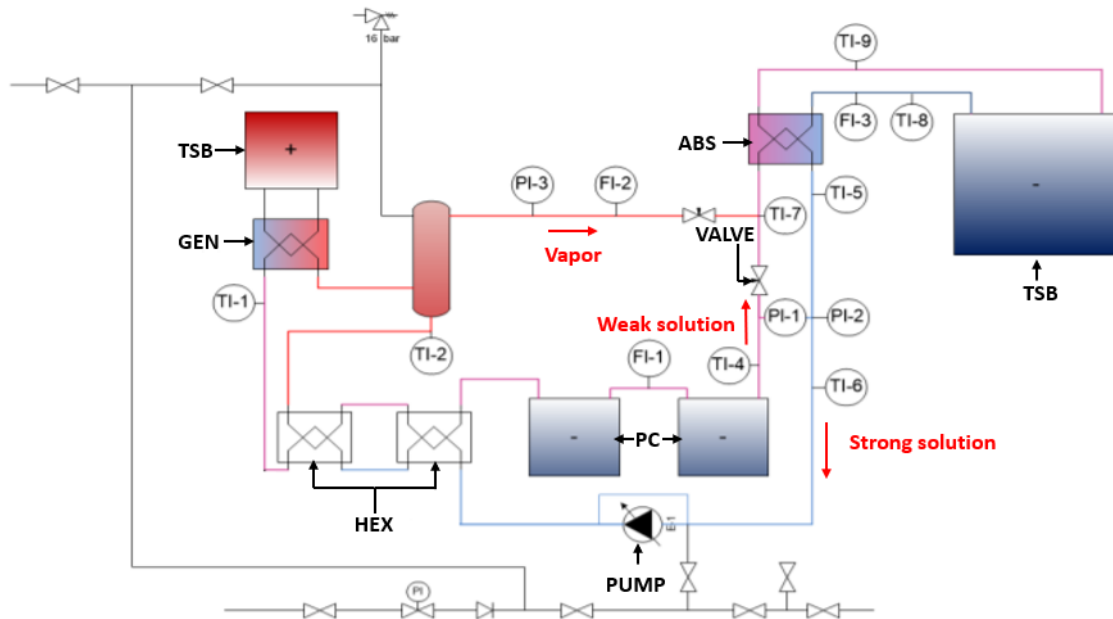 16 bar
TI-9
FI-3
TI-8
TSB
+
ABS
-
PI-3
FI-2
TI-5
GEN
TI-7
VALVE
Vapor
TSB
TI-1
PI-1
PI-2
Weak solution
TI-2
FI-1
TI-4
TI-6
-
PC
-
Strong solution
HEX
E-1
PUMP
PI